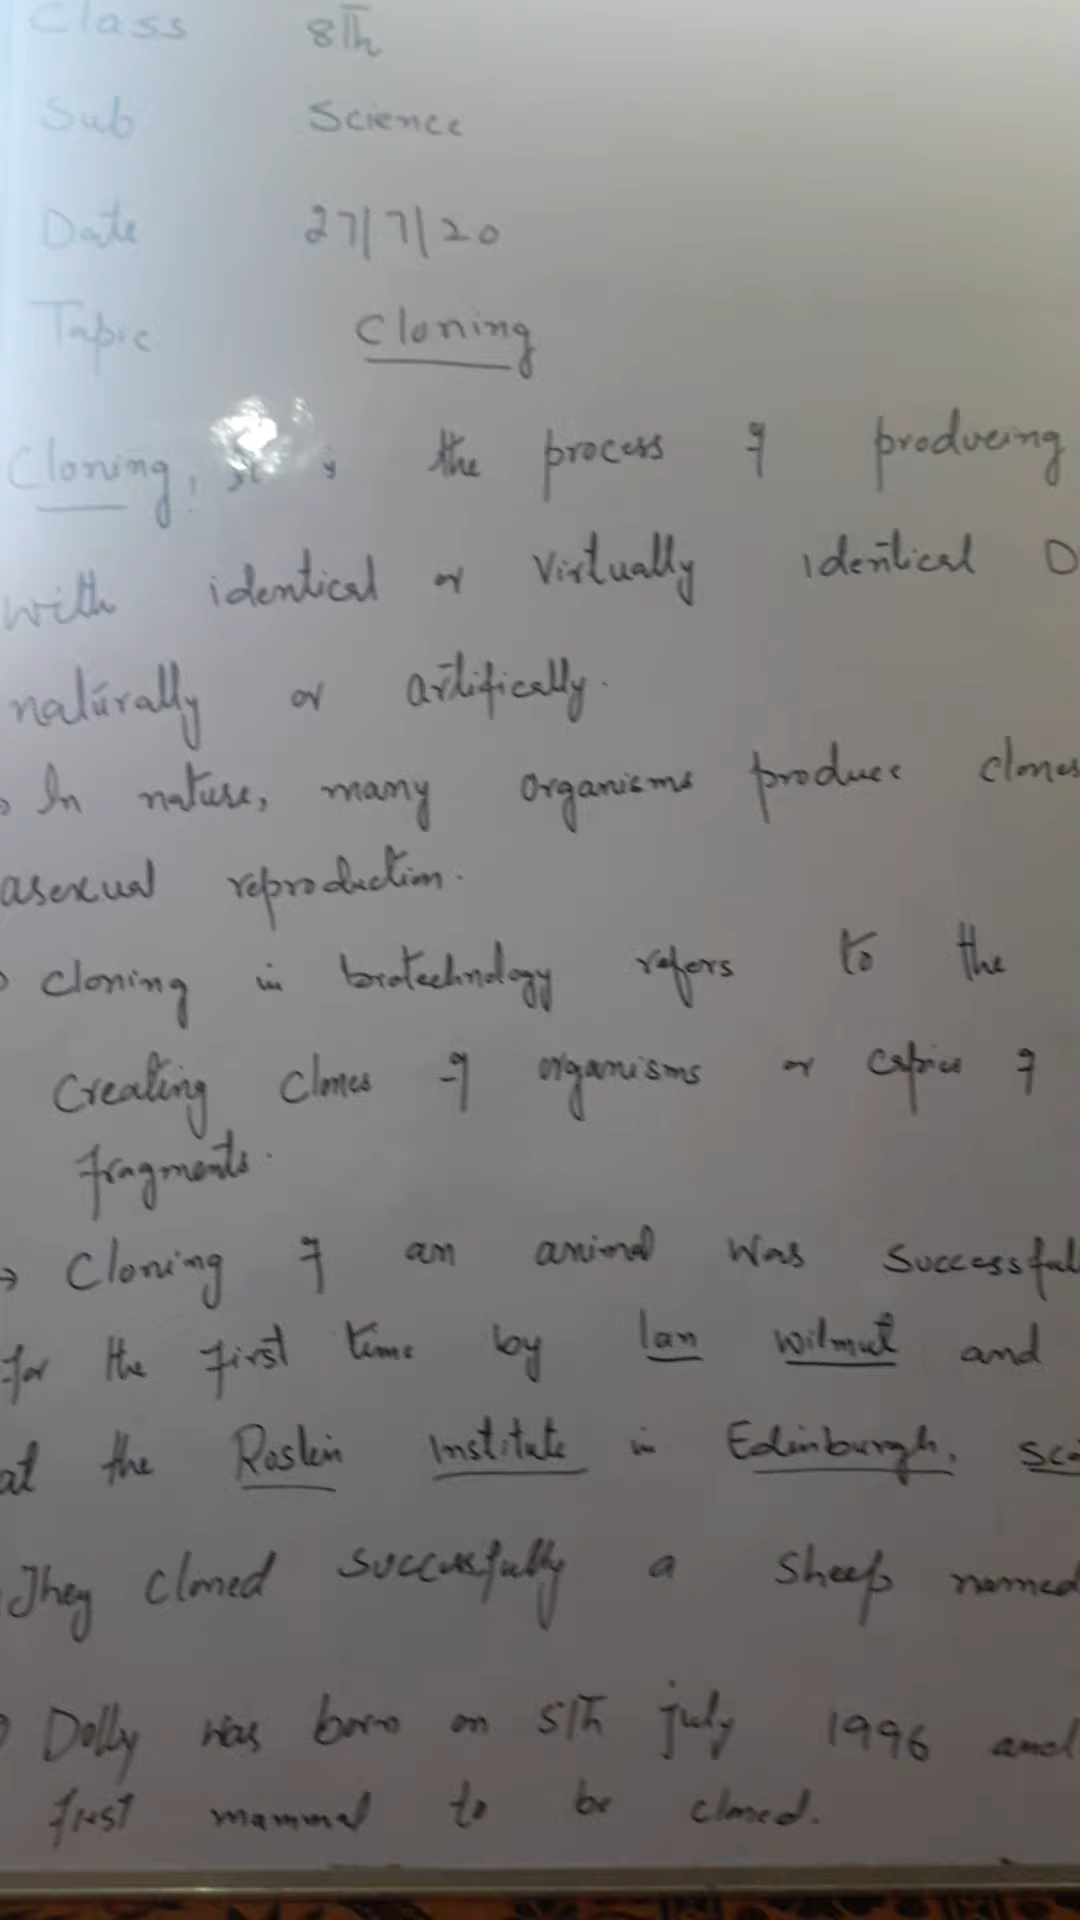 Class 8Th
Sub Science
Date 27/7/20
Topic Cloning
Cloning: It is the process of producing
with identical or Virtually identical D
naturally or artifically.
→ In nature, many organisms produce clones
asexual reproduction.
→ Cloning in biotechnology refers to the
Creating Clones of organisms or copies of
fragments.
→ Cloning of an animal was Successful
for the first time by Ian Wilmut and
at the Roslin Institute in Edinburgh, Sco
They Cloned successfully a Sheep named
→ Dolly was born on 5Th july 1996 and
first mammal to be cloned.